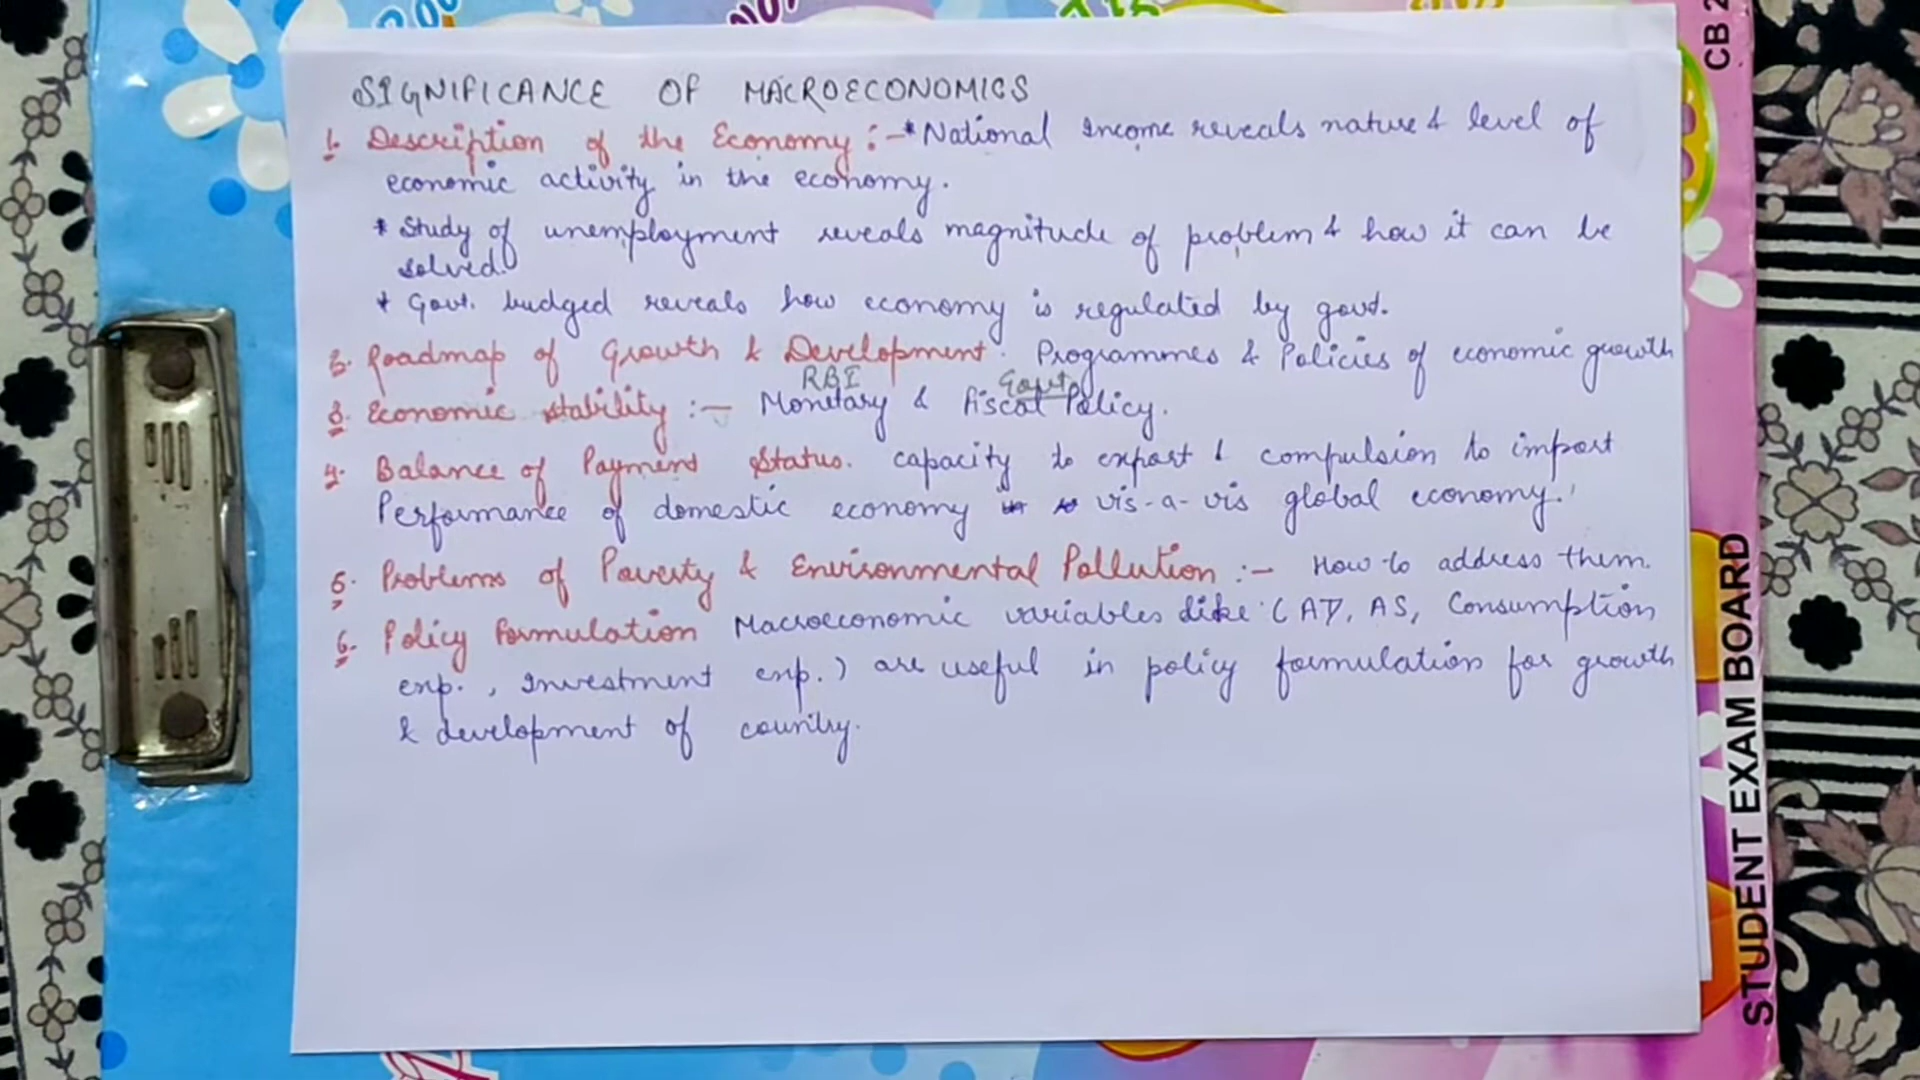 SIGNIFICANCE OF MACROECONOMICS
1. Description of the Economy :- * National Income reveals nature & level of
economic activity in the economy.
* Study of unemployment reveals magnitude of problem & how it can be
solved.
* Govt. budged reveals how economy is regulated by govt.
2. Roadmap of Growth & Development. Programmes & Policies of economic growth
RBI Govt
3. Economic stability :- Monetary & Fiscal Policy.
4. Balance of Payment Status. capacity to export & compulsion to import
Performance of domestic economy vis-a-vis global economy.
5. Problems of Poverty & Environmental Pollution :- How to address them.
6. Policy Formulation Macroeconomic variables like (AD, AS, Consumption
exp., Investment exp.) are useful in policy formulation for growth
& development of country.
CB 2
STUDENT EXAM BOARD